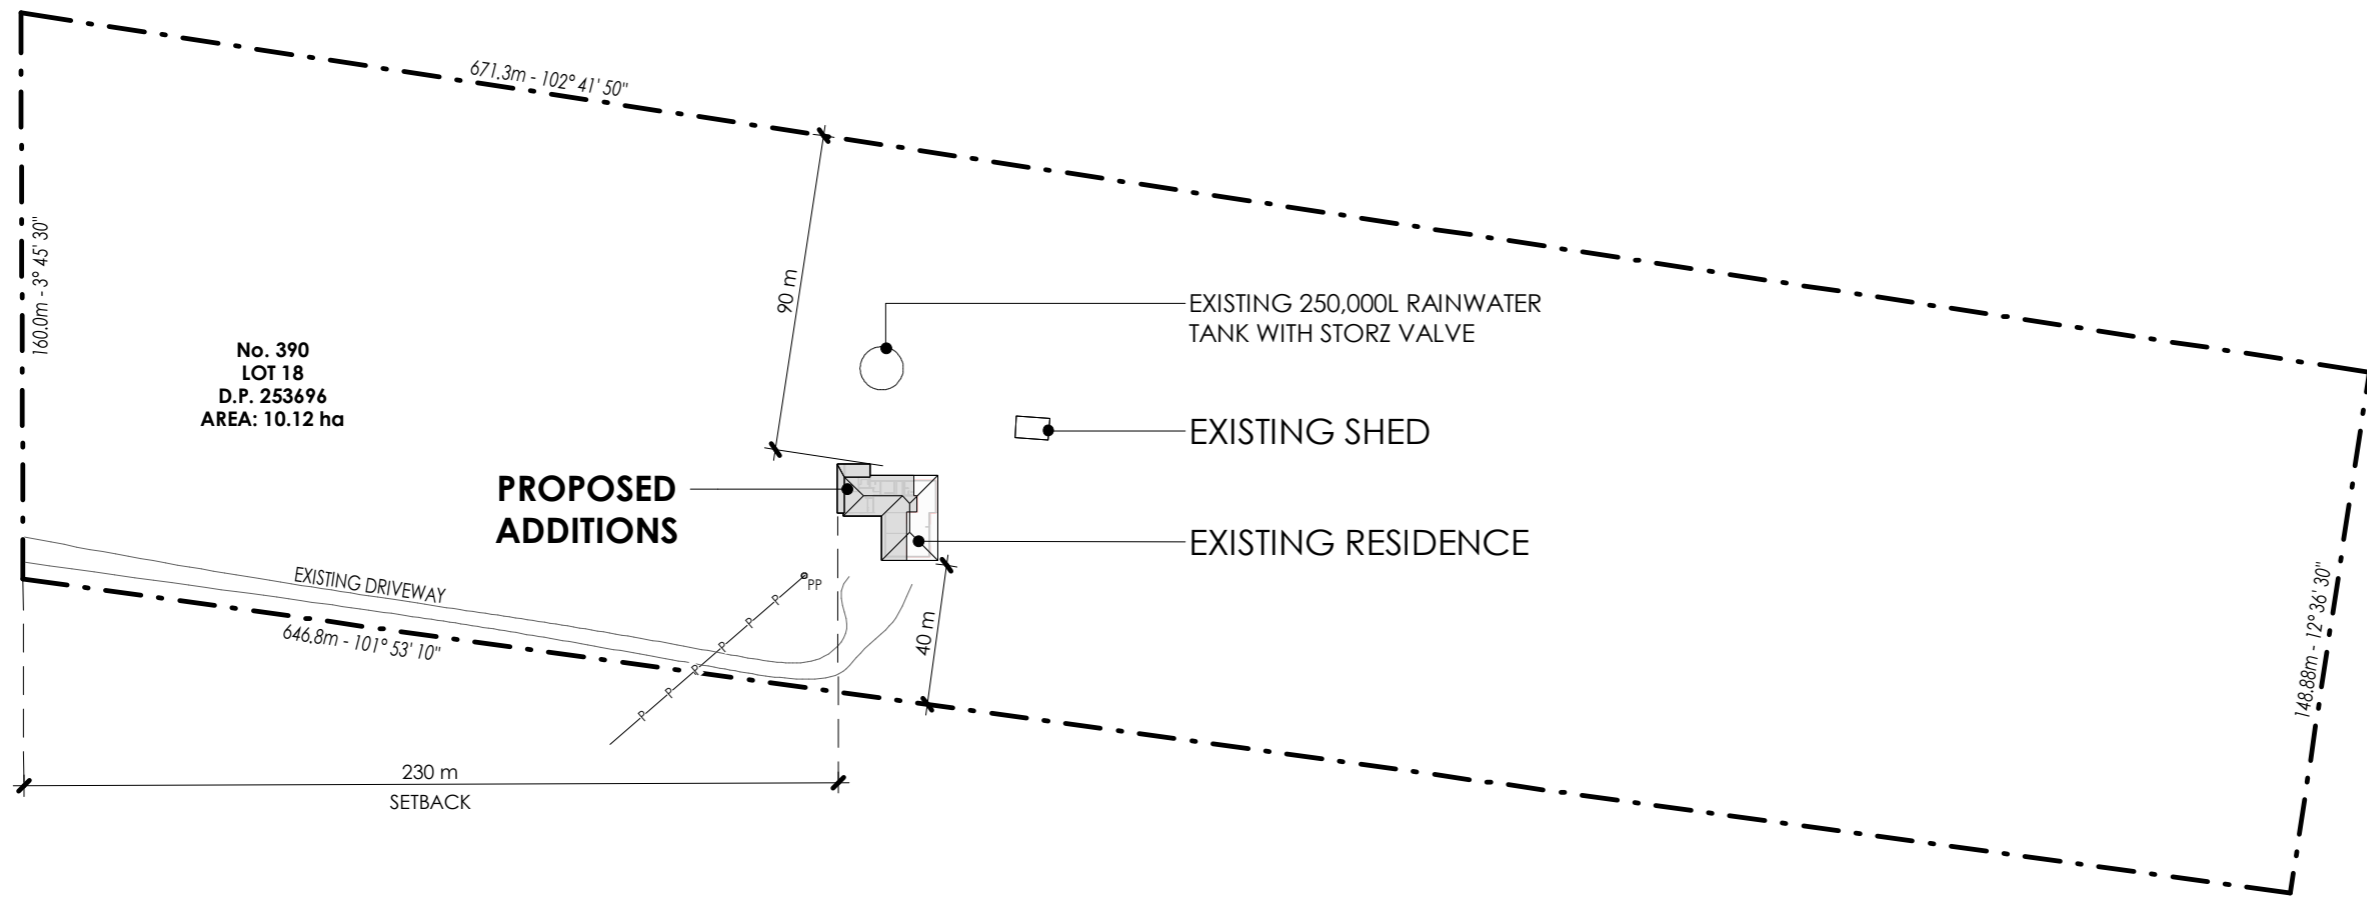 671.3m - 102° 41' 50"
160.0m - 3° 45' 30"
90 m
EXISTING 250,000L RAINWATER
TANK WITH STORZ VALVE
No. 390
LOT 18
D.P. 253696
AREA: 10.12 ha
EXISTING SHED
PROPOSED
ADDITIONS
EXISTING RESIDENCE
EXISTING DRIVEWAY
PP
P
P
P
P
P
P
646.8m - 101° 53' 10"
40 m
148.88m - 12° 36' 30"
230 m
SETBACK